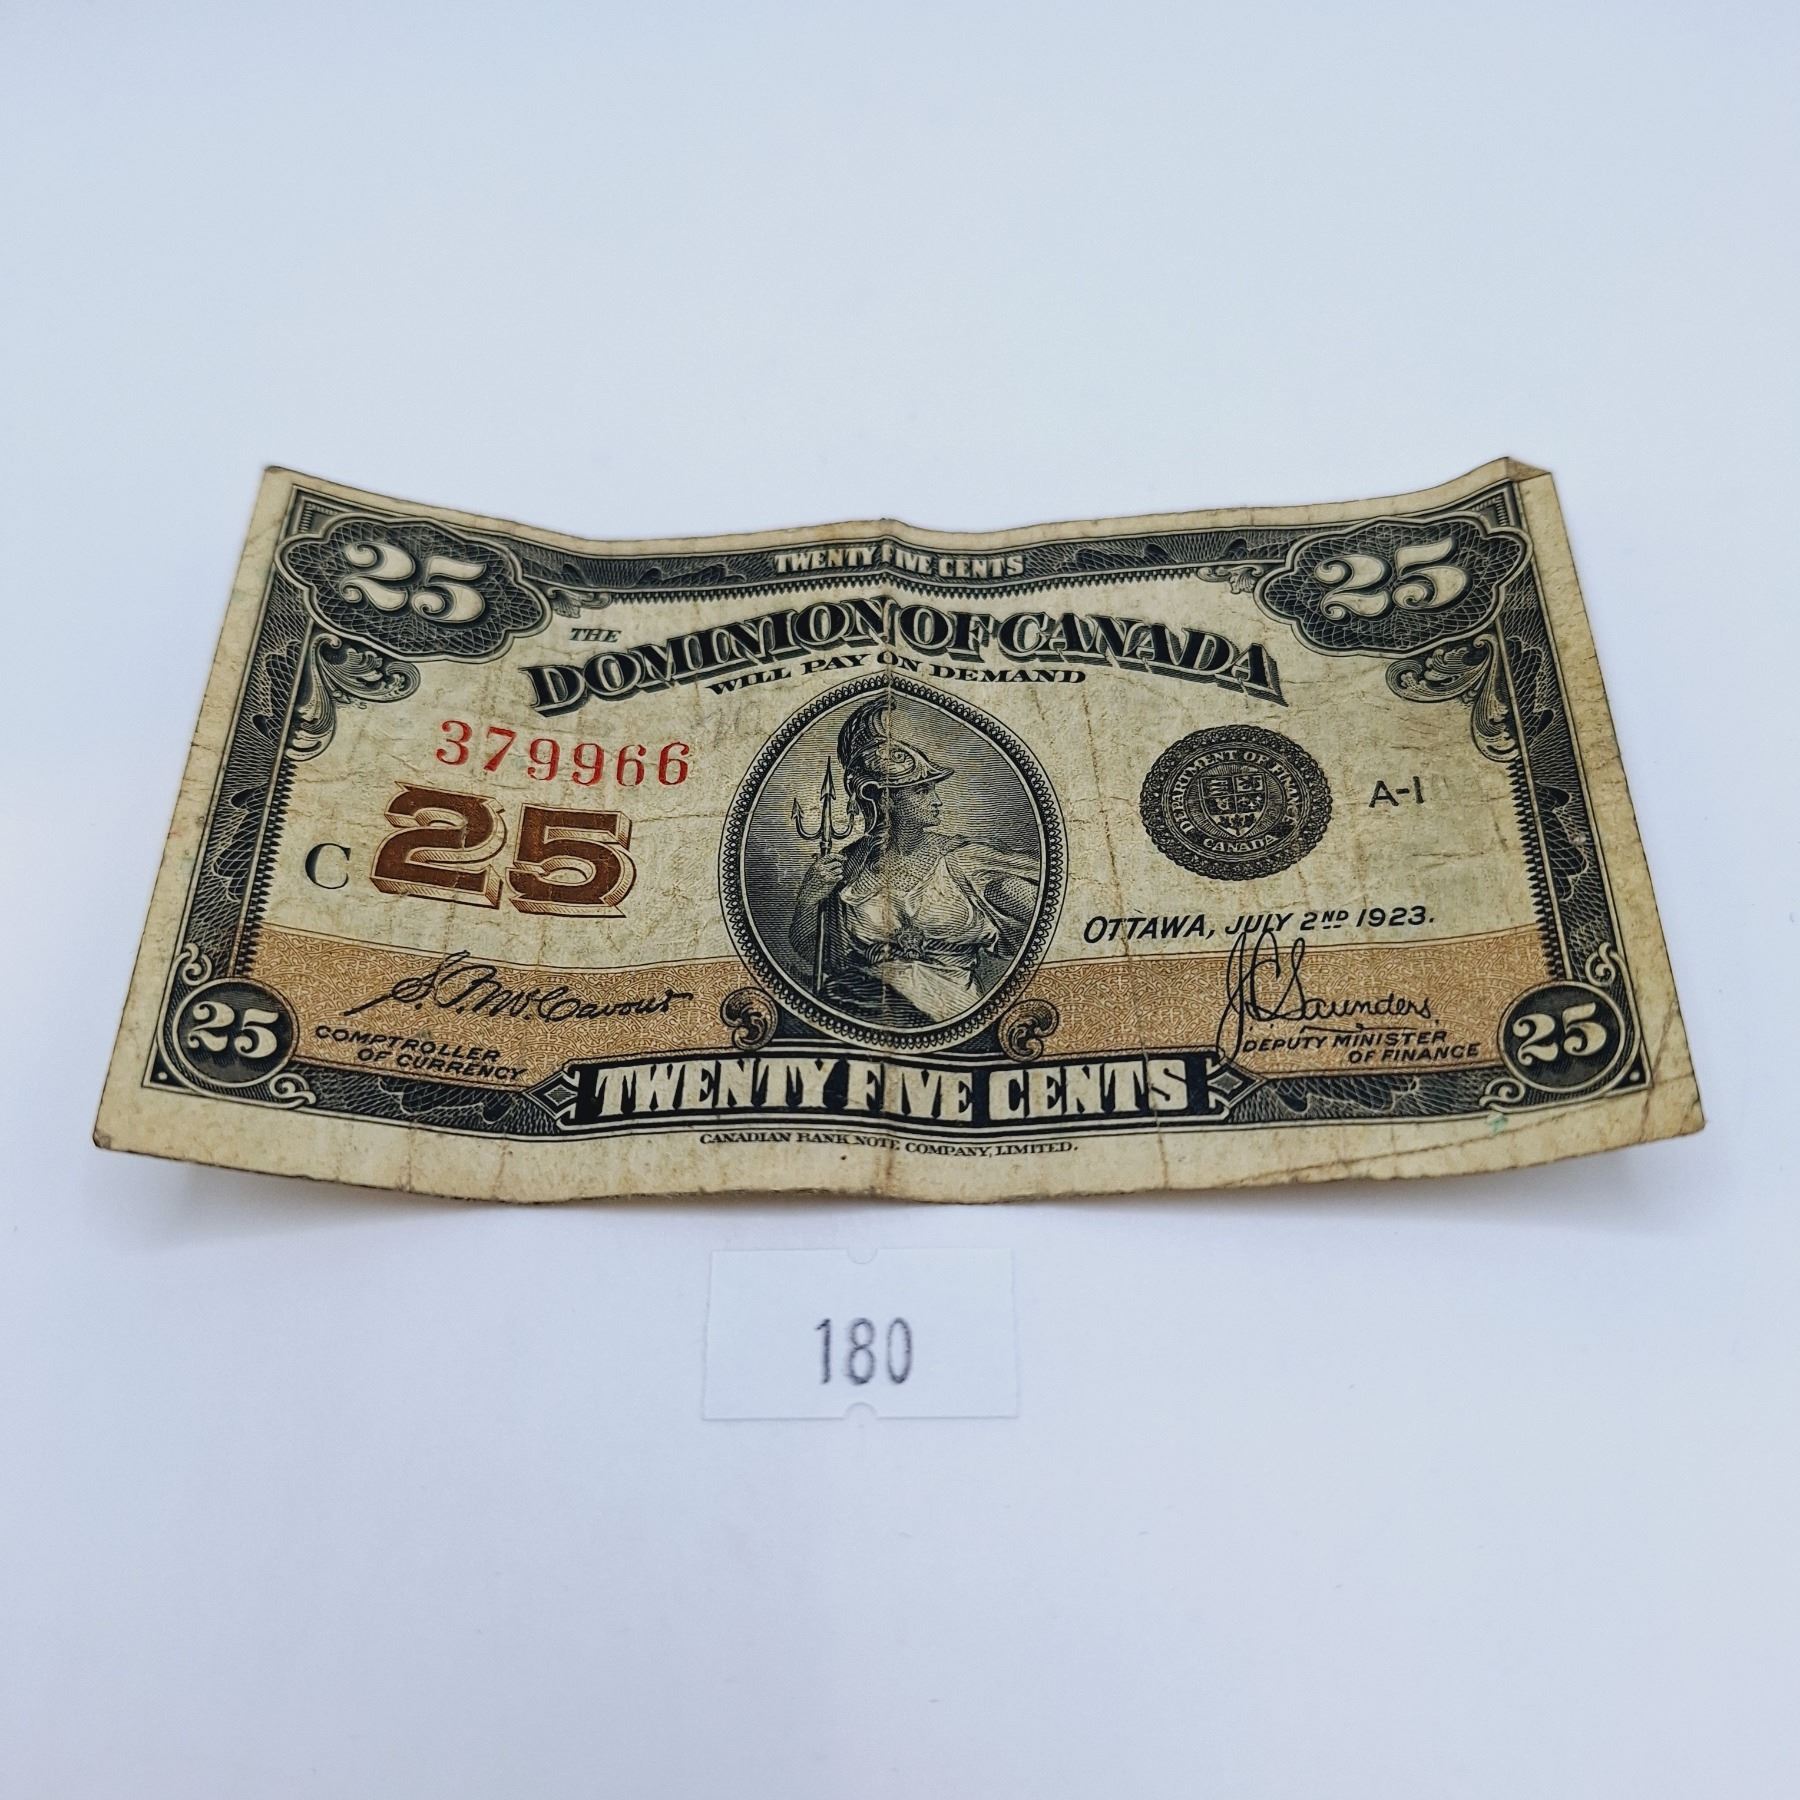 25 TWENTY FIVE CENTS 25
THE
DOMINION OF CANADA
WILL PAY ON DEMAND
379966
DEPARTMENT OF FINANCE
CANADA
A-1
C 25
OTTAWA, JULY 2ND 1923.
J C Saunders
25 COMPTROLLER
OF CURRENCY
DEPUTY MINISTER
OF FINANCE 25
TWENTY FIVE CENTS
CANADIAN BANK NOTE COMPANY, LIMITED.
180